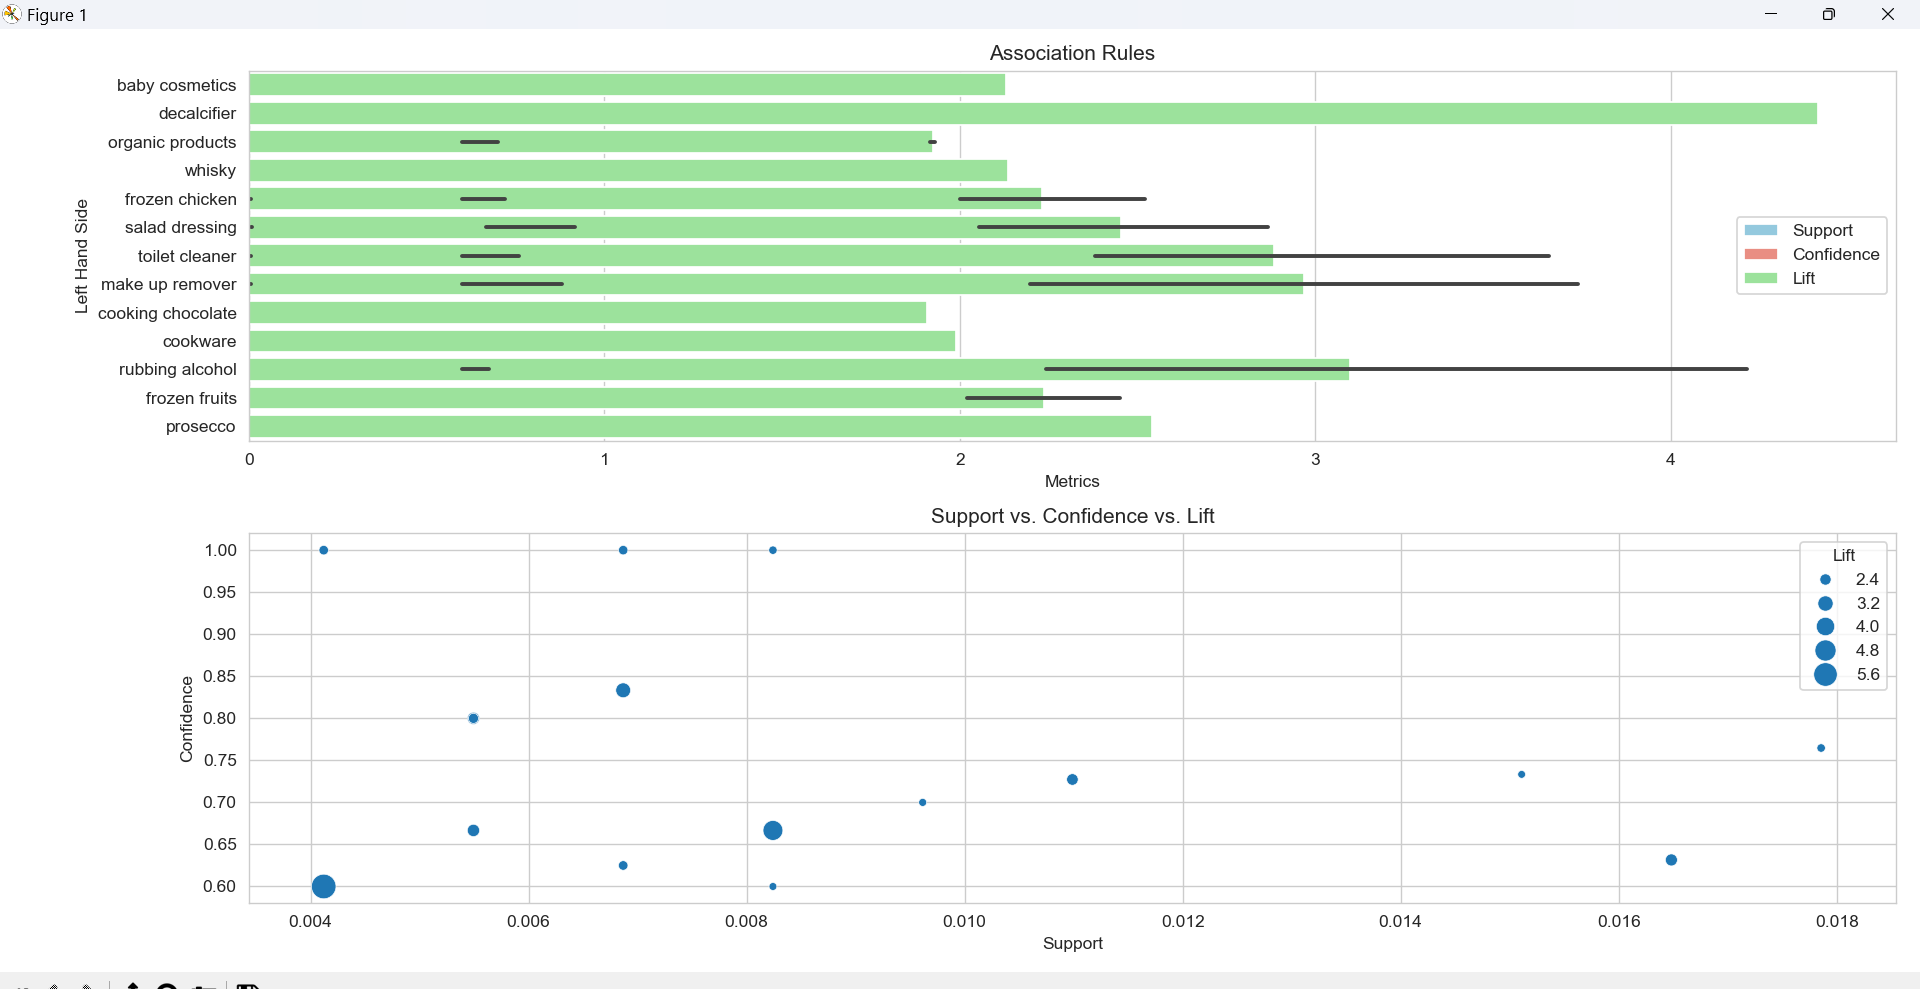 Figure 1
Association Rules
Left Hand Side
baby cosmetics
decalcifier
organic products
whisky
frozen chicken
salad dressing
toilet cleaner
make up remover
cooking chocolate
cookware
rubbing alcohol
frozen fruits
prosecco
Support
Confidence
Lift
0 1 2 3 4
Metrics
Support vs. Confidence vs. Lift
Confidence
1.00
0.95
0.90
0.85
0.80
0.75
0.70
0.65
0.60
Lift
2.4
3.2
4.0
4.8
5.6
0.004 0.006 0.008 0.010 0.012 0.014 0.016 0.018
Support